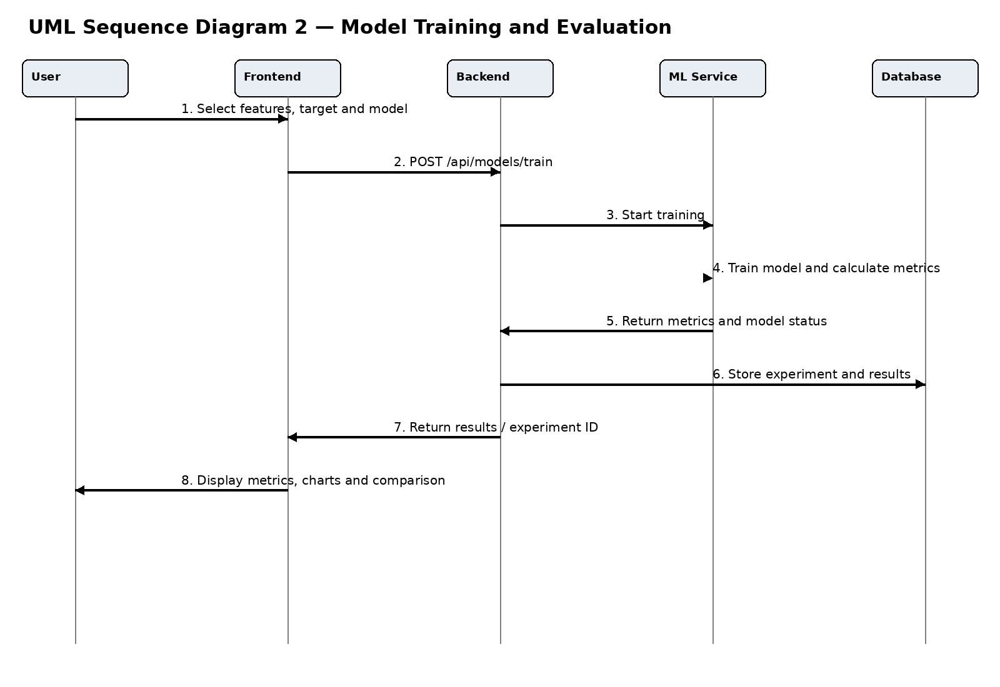 UML Sequence Diagram 2 — Model Training and Evaluation
User
Frontend
Backend
ML Service
Database
1. Select features, target and model
2. POST /api/models/train
3. Start training
4. Train model and calculate metrics
5. Return metrics and model status
6. Store experiment and results
7. Return results / experiment ID
8. Display metrics, charts and comparison